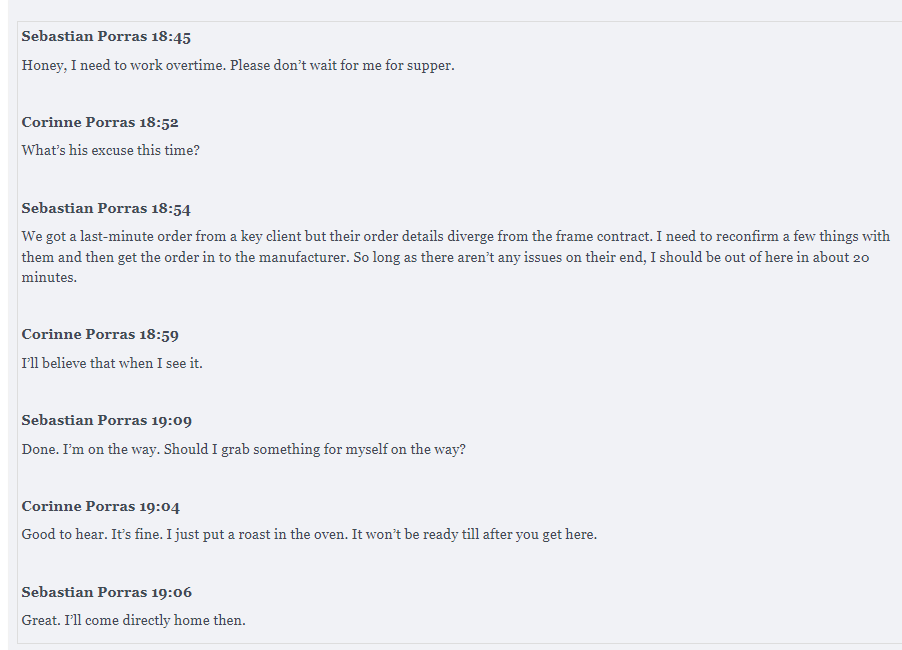 Sebastian Porras 18:45
Honey, I need to work overtime. Please don’t wait for me for supper.
Corinne Porras 18:52
What’s his excuse this time?
Sebastian Porras 18:54
We got a last-minute order from a key client but their order details diverge from the frame contract. I need to reconfirm a few things with
them and then get the order in to the manufacturer. So long as there aren’t any issues on their end, I should be out of here in about 20
minutes.
Corinne Porras 18:59
I’ll believe that when I see it.
Sebastian Porras 19:09
Done. I’m on the way. Should I grab something for myself on the way?
Corinne Porras 19:04
Good to hear. It’s fine. I just put a roast in the oven. It won’t be ready till after you get here.
Sebastian Porras 19:06
Great. I’ll come directly home then.